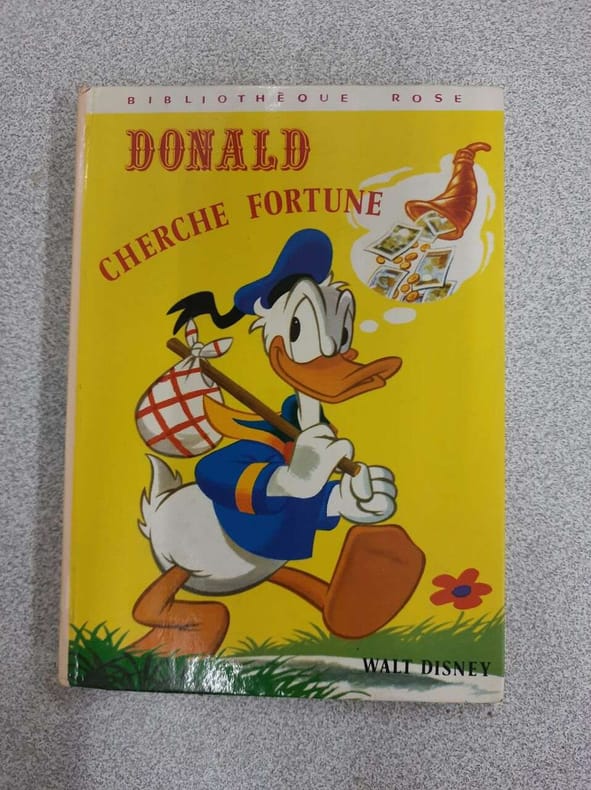 BIBLIOTHÈQUE ROSE
DONALD
CHERCHE FORTUNE
WALT DISNEY